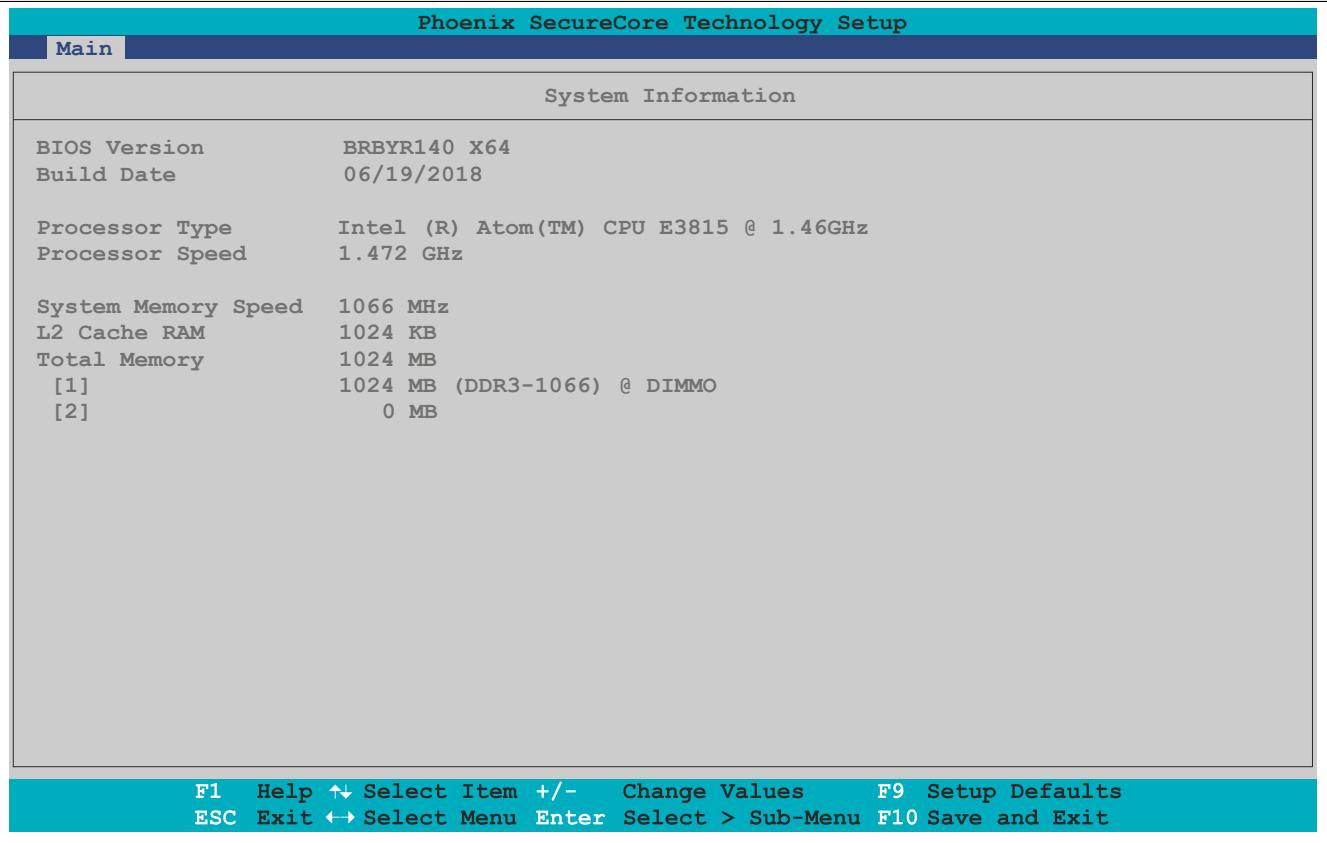 Phoenix SecureCore Technology Setup
Main
System Information
BIOS Version BRBYR140 X64
Build Date 06/19/2018
Processor Type Intel (R) Atom(TM) CPU E3815 @ 1.46GHz
Processor Speed 1.472 GHz
System Memory Speed 1066 MHz
L2 Cache RAM 1024 KB
Total Memory 1024 MB
[1] 1024 MB (DDR3-1066) @ DIMMO
[2] 0 MB
F1 Help ↑↓ Select Item +/- Change Values F9 Setup Defaults
ESC Exit ←→ Select Menu Enter Select > Sub-Menu F10 Save and Exit